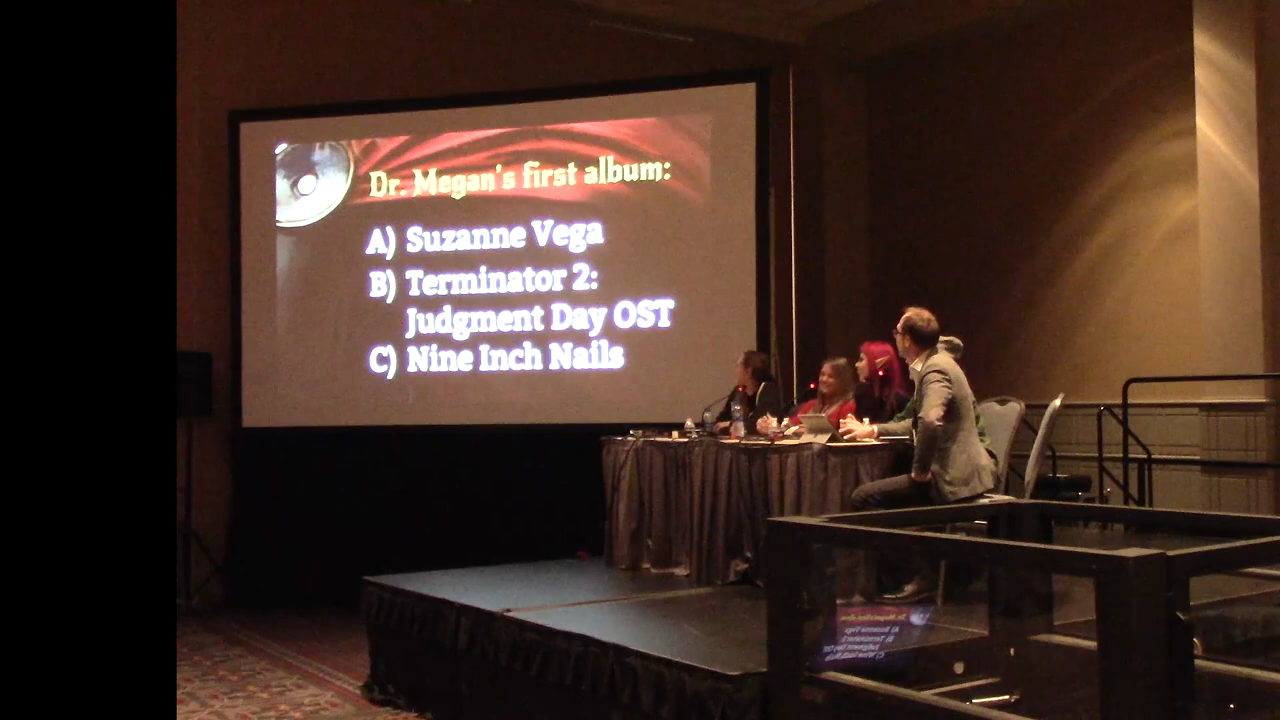 Dr. Megan's first album:
A) Suzanne Vega
B) Terminator 2:
Judgment Day OST
C) Nine Inch Nails